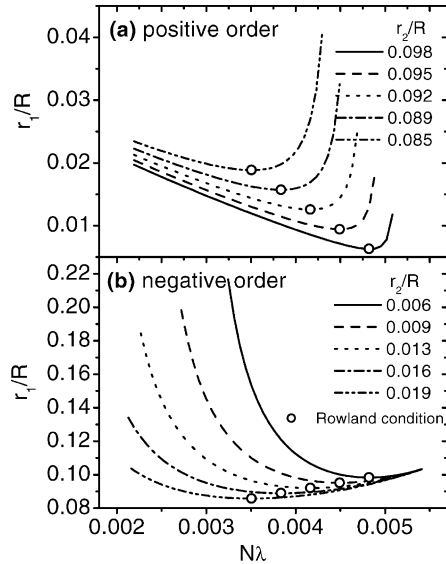 (a) positive order
r₂/R
0.098
0.095
0.092
0.089
0.085
0.04
0.03
0.02
0.01
r₁/R
(b) negative order
r₂/R
0.006
0.009
0.013
0.016
0.019
Rowland condition
0.22
0.20
0.18
0.16
0.14
0.12
0.10
0.08
r₁/R
0.002 0.003 0.004 0.005
Nλ